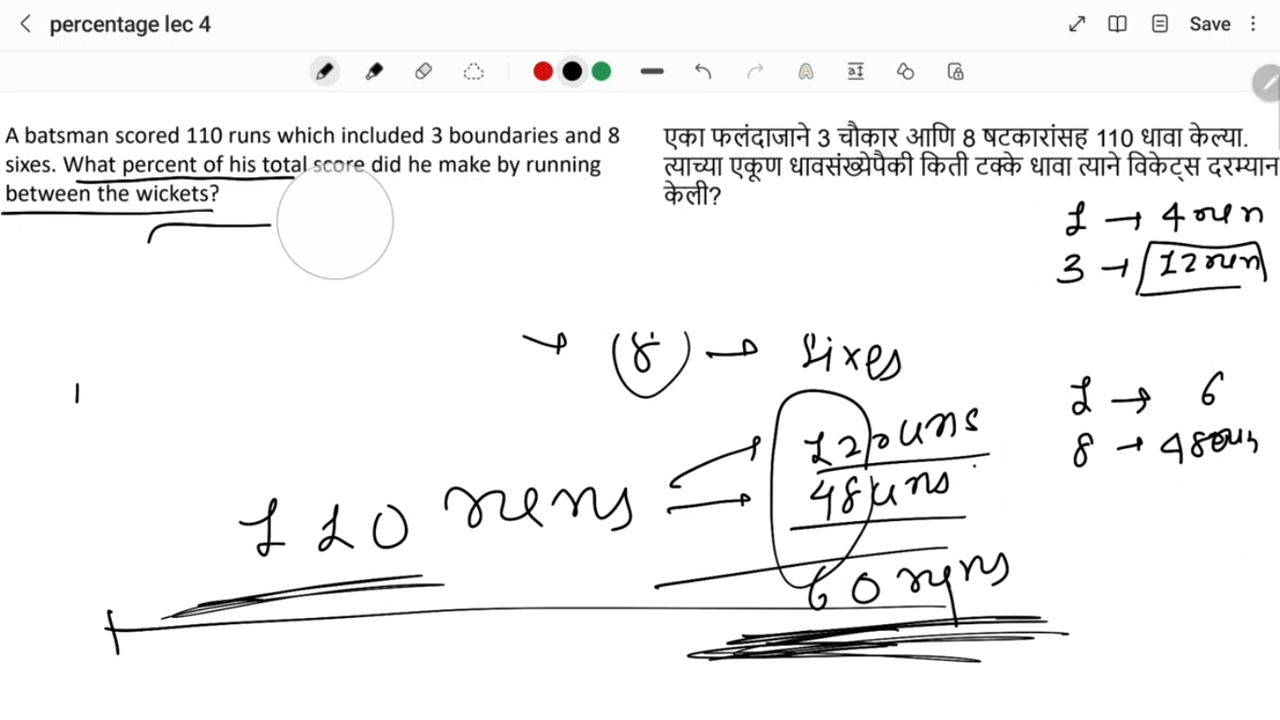 percentage lec 4
Save
A batsman scored 110 runs which included 3 boundaries and 8
sixes. What percent of his total score did he make by running
between the wickets?
एका फलंदाजाने 3 चौकार आणि 8 षटकारांसह 110 धावा केल्या.
त्याच्या एकूण धावसंख्येपैकी किती टक्के धावा त्याने विकेट्स दरम्यान
केली?
1 → 4 run
3 → 12 run
→ (8) → sixes
1 → 6
8 → 48 run
12 runs
48 uns
110 runs
60 runs